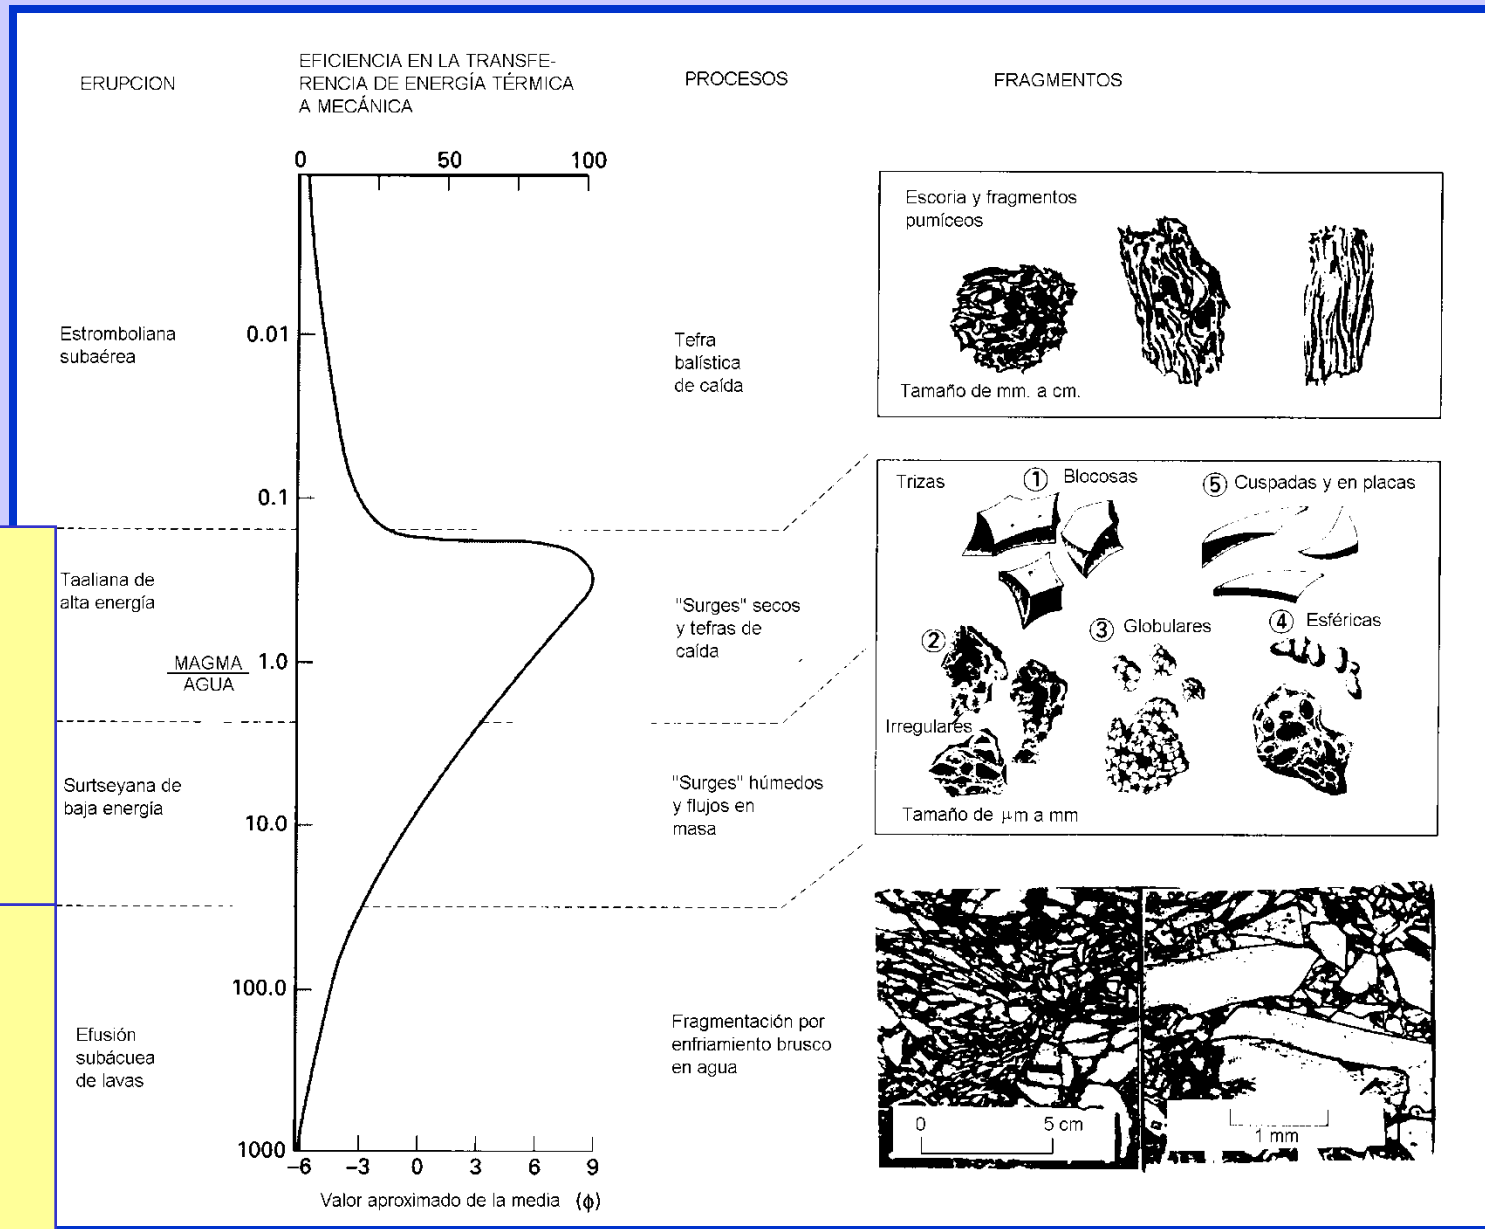 ERUPCION
EFICIENCIA EN LA TRANSFE-
RENCIA DE ENERGÍA TÉRMICA
A MECÁNICA
PROCESOS
FRAGMENTOS
0 50 100
0.01
0.1
1.0
10.0
100.0
1000
MAGMA
AGUA
−6 −3 0 3 6 9
Valor aproximado de la media (ϕ)
Estromboliana
subaérea
Taaliana de
alta energía
Surtseyana de
baja energía
Efusión
subácuea
de lavas
Tefra
balística
de caída
"Surges" secos
y tefras de
caída
"Surges" húmedos
y flujos en
masa
Fragmentación por
enfriamiento brusco
en agua
Escoria y fragmentos
pumíceos
Tamaño de mm. a cm.
Trizas
1 Blocosas
5 Cuspadas y en placas
2
Irregulares
3 Globulares
4 Esféricas
Tamaño de μm a mm
0 5 cm
1 mm